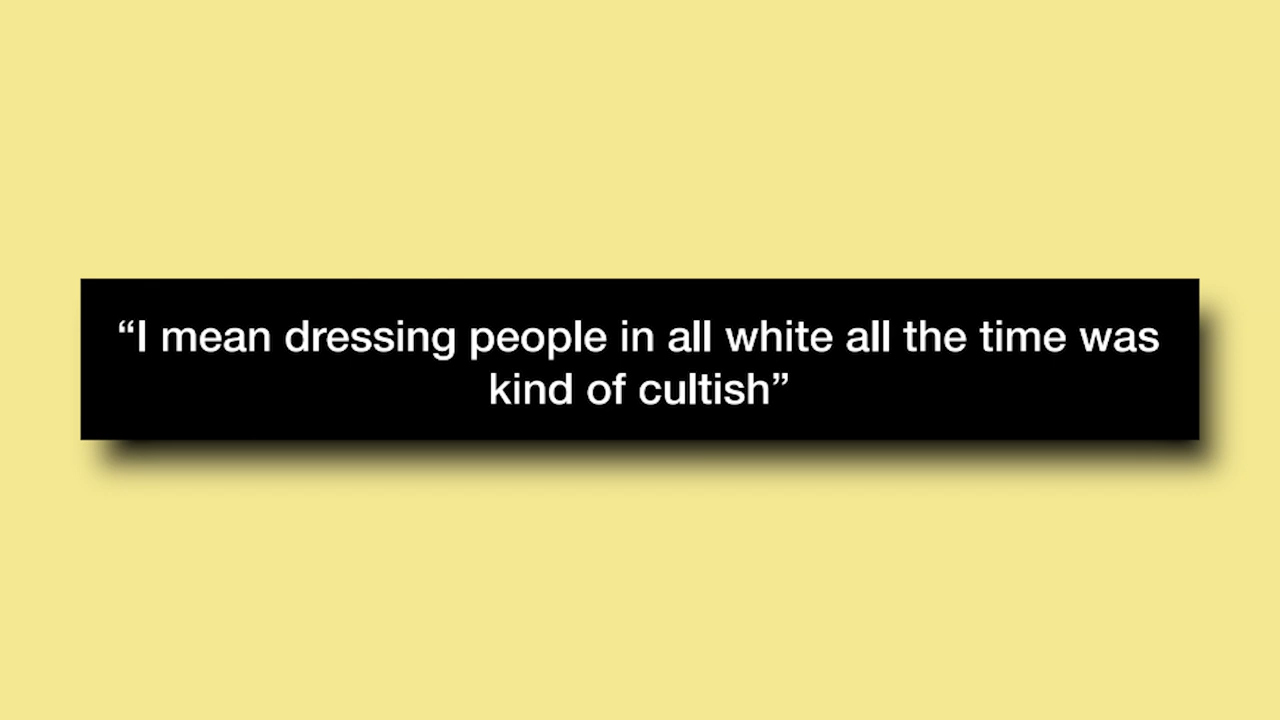 “I mean dressing people in all white all the time was
kind of cultish”